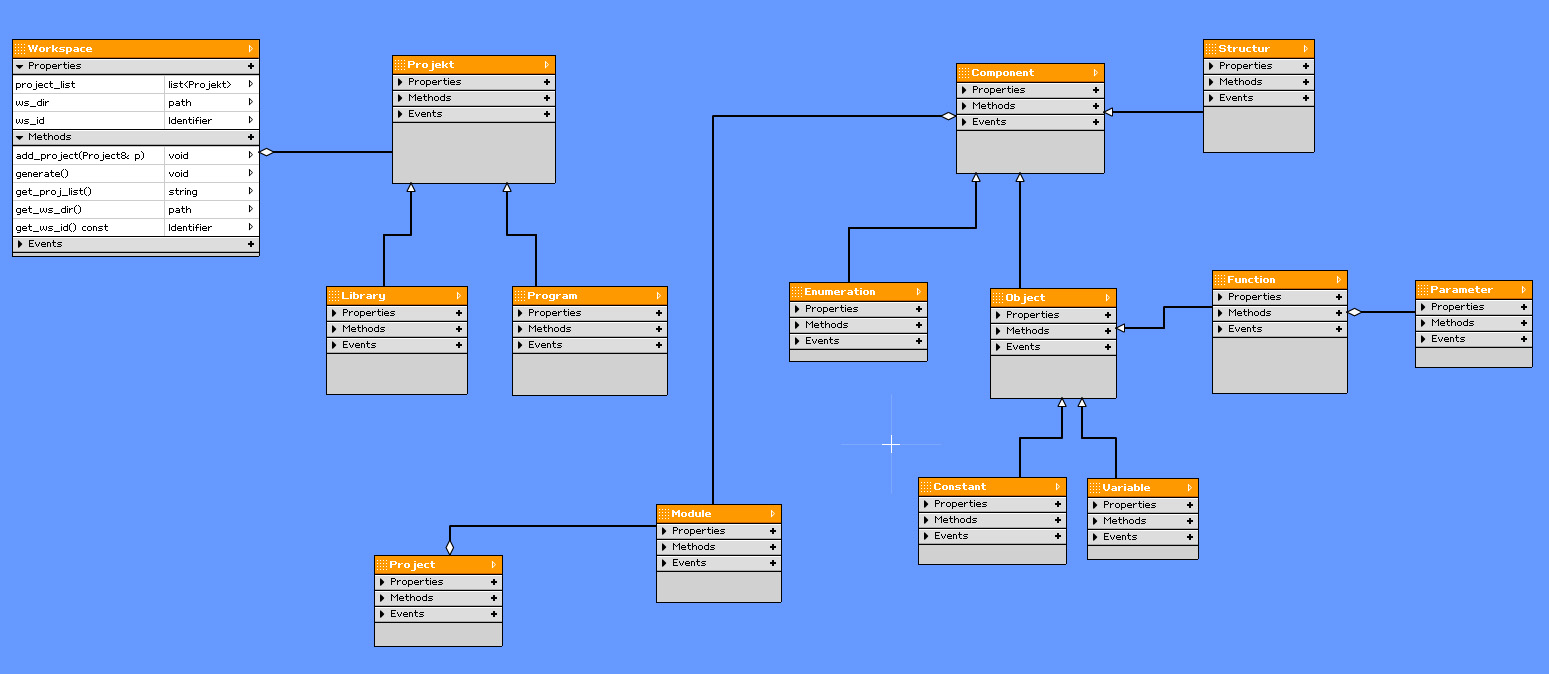 Workspace
Properties
project_list list<Projekt>
ws_dir path
ws_id Identifier
Methods
add_project(Project& p) void
generate() void
get_proj_list() string
get_ws_dir() path
get_ws_id() const Identifier
Events
Projekt
Properties
Methods
Events
Component
Properties
Methods
Events
Structur
Properties
Methods
Events
Library
Properties
Methods
Events
Program
Properties
Methods
Events
Enumeration
Properties
Methods
Events
Object
Properties
Methods
Events
Function
Properties
Methods
Events
Parameter
Properties
Methods
Events
Project
Properties
Methods
Events
Module
Properties
Methods
Events
Constant
Properties
Methods
Events
Variable
Properties
Methods
Events